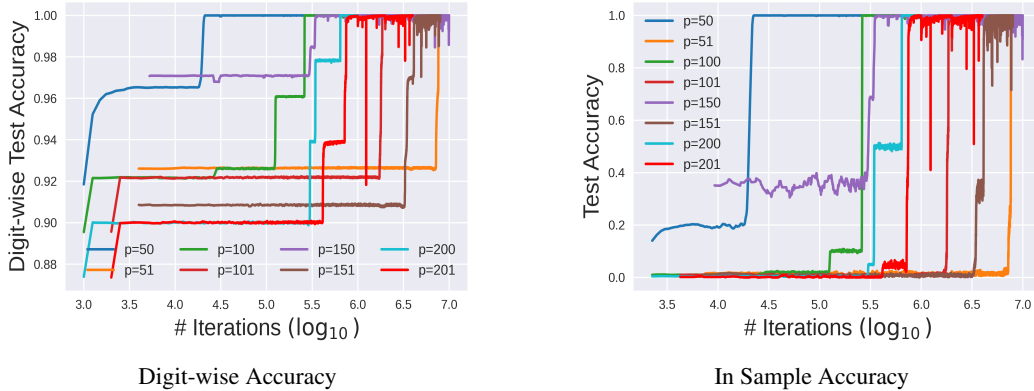 Digit-wise Test Accuracy
1.00
0.98
0.96
0.94
0.92
0.90
0.88
p=50
p=100
p=150
p=200
p=51
p=101
p=151
p=201
3.0 3.5 4.0 4.5 5.0 5.5 6.0 6.5 7.0
# Iterations (log₁₀)
Digit-wise Accuracy
Test Accuracy
1.0
0.8
0.6
0.4
0.2
0.0
p=50
p=51
p=100
p=101
p=150
p=151
p=200
p=201
3.5 4.0 4.5 5.0 5.5 6.0 6.5 7.0
# Iterations (log₁₀)
In Sample Accuracy